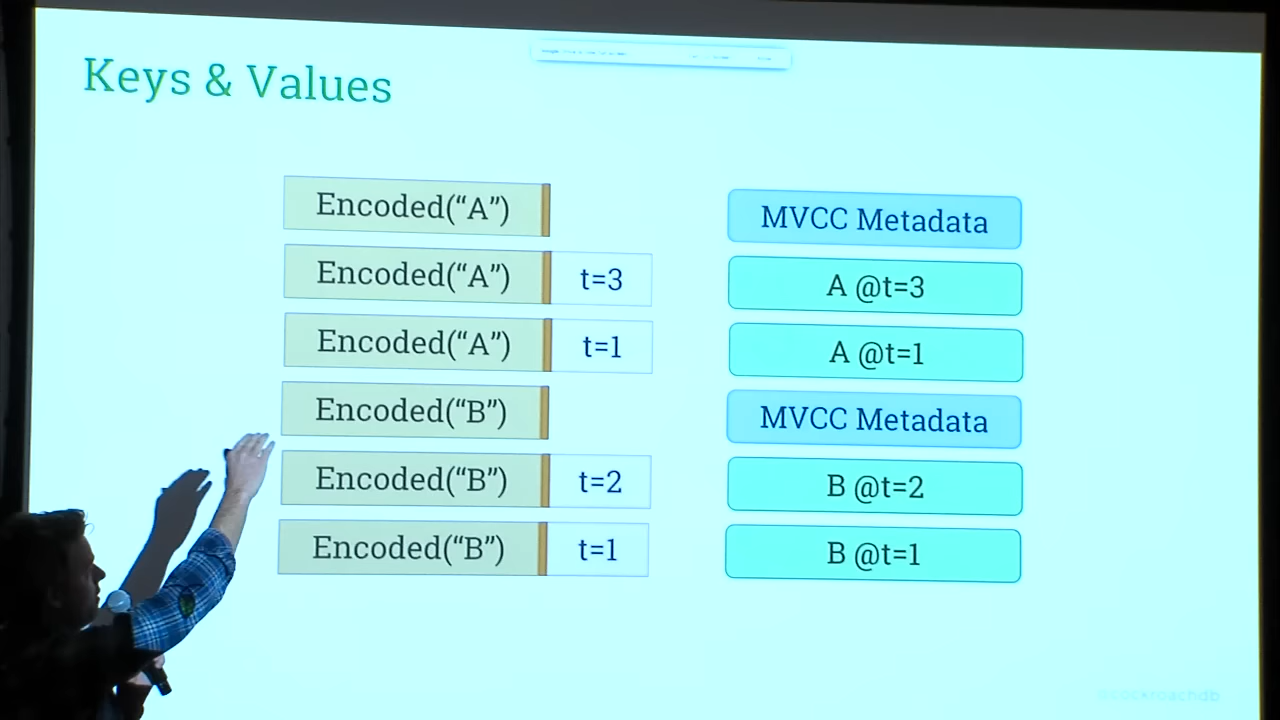 Keys & Values
Encoded(“A”) MVCC Metadata
Encoded(“A”) t=3 A @t=3
Encoded(“A”) t=1 A @t=1
Encoded(“B”) MVCC Metadata
Encoded(“B”) t=2 B @t=2
Encoded(“B”) t=1 B @t=1
@cockroachdb